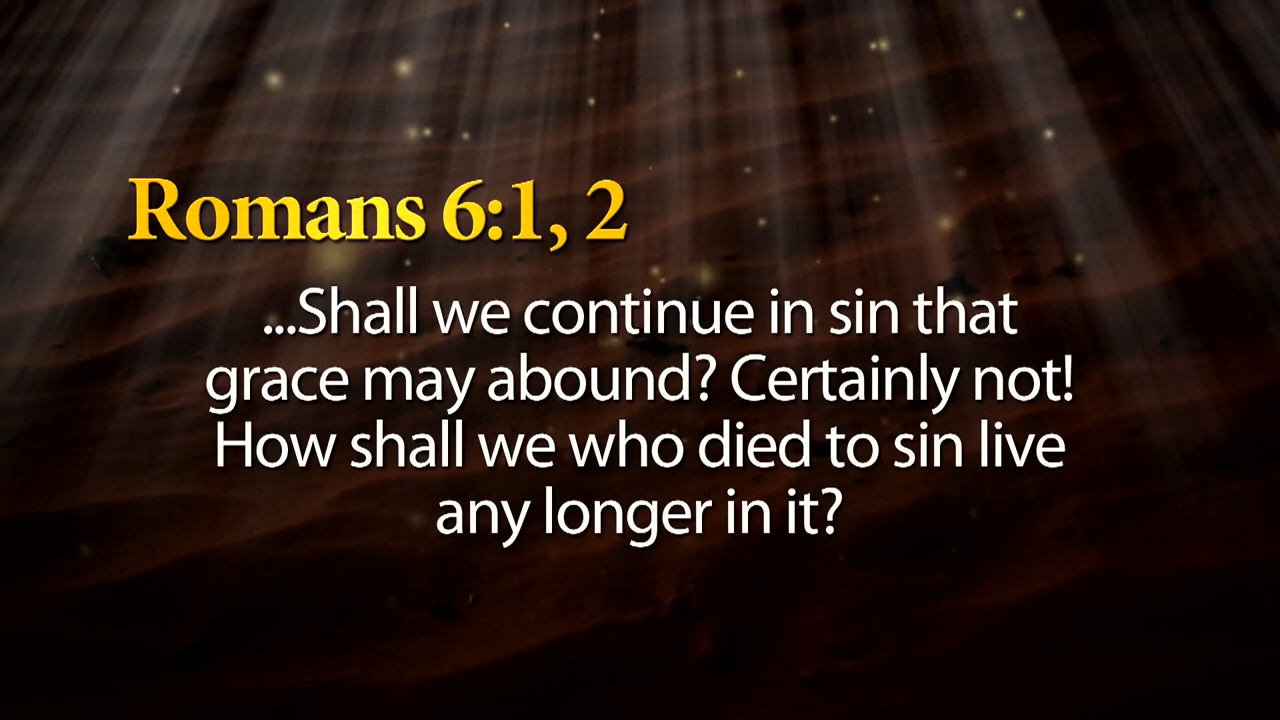 Romans 6:1, 2
...Shall we continue in sin that
grace may abound? Certainly not!
How shall we who died to sin live
any longer in it?